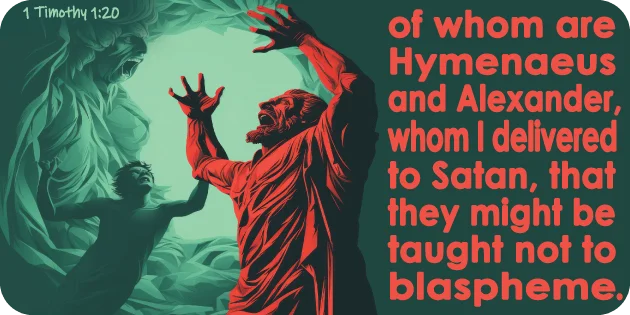 1 Timothy 1:20
of whom are
Hymenaeus
and Alexander,
whom I delivered
to Satan, that
they might be
taught not to
blaspheme.